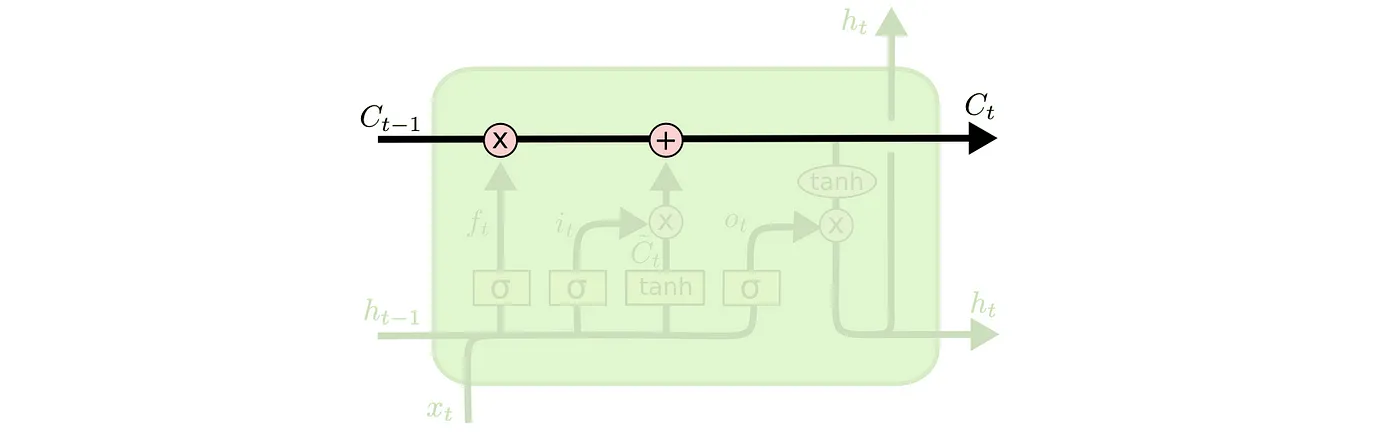 h_t
C_{t-1} x + C_t
tanh
f_t i_t x o_t x
C̃_t
σ σ tanh σ
h_{t-1} h_t
x_t